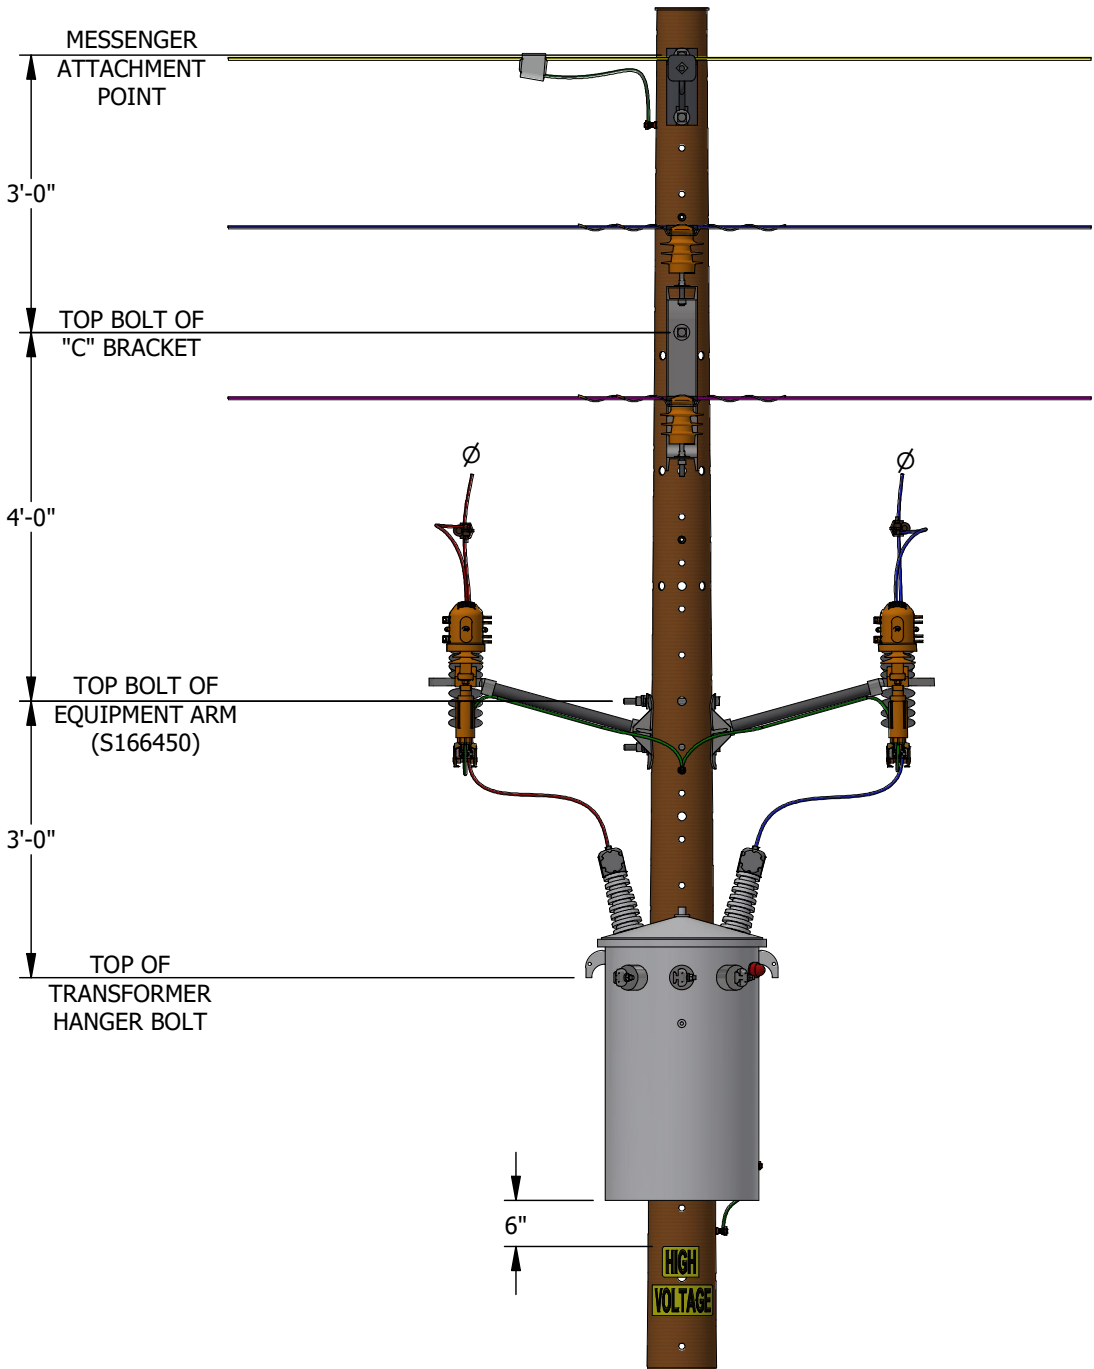 MESSENGER
ATTACHMENT
POINT
3'-0"
TOP BOLT OF
"C" BRACKET
Ø
Ø
4'-0"
TOP BOLT OF
EQUIPMENT ARM
(S166450)
3'-0"
TOP OF
TRANSFORMER
HANGER BOLT
6"
HIGH
VOLTAGE